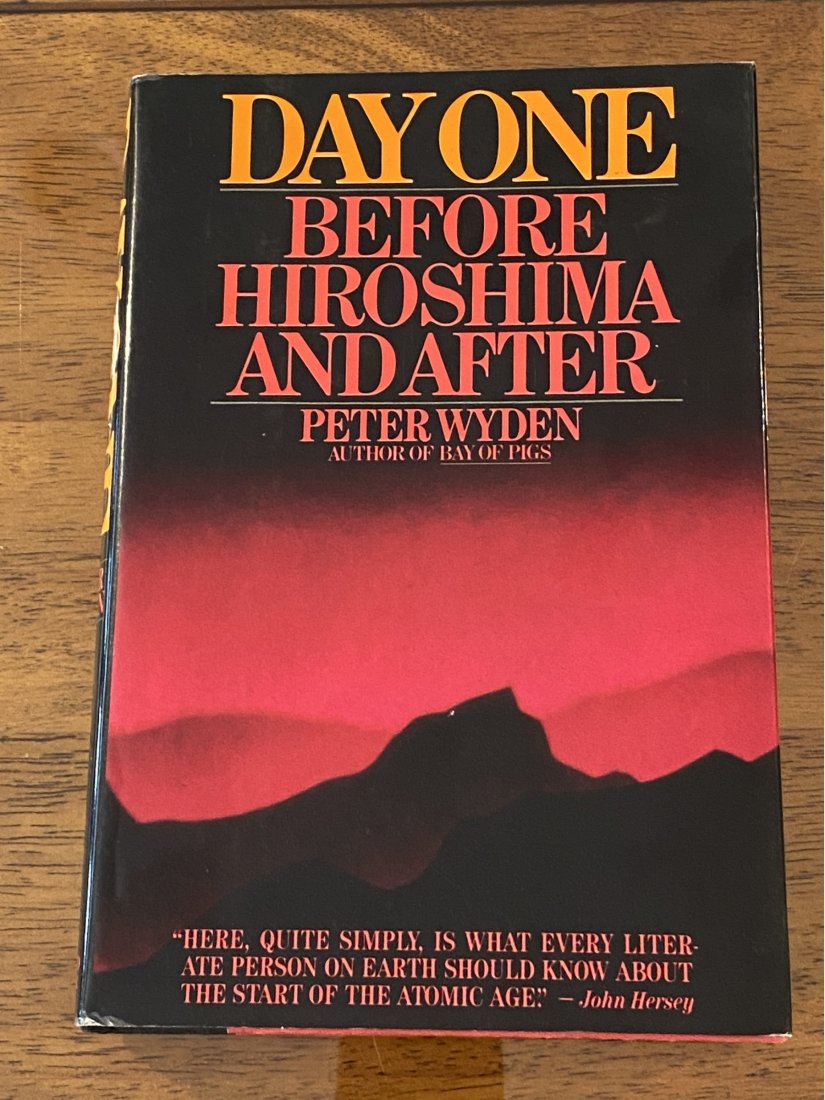 DAY ONE
BEFORE
HIROSHIMA
AND AFTER
PETER WYDEN
AUTHOR OF BAY OF PIGS
"HERE, QUITE SIMPLY, IS WHAT EVERY LITER-
ATE PERSON ON EARTH SHOULD KNOW ABOUT
THE START OF THE ATOMIC AGE." — John Hersey